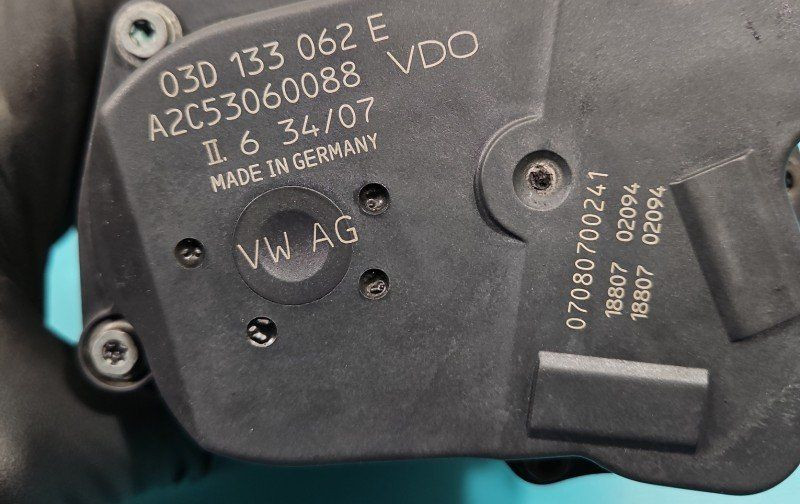 03D 133 062 E
A2C53060088 VDO
II. 6 34/07
MADE IN GERMANY
VW AG
07080700241
18807 02094
18807 02094